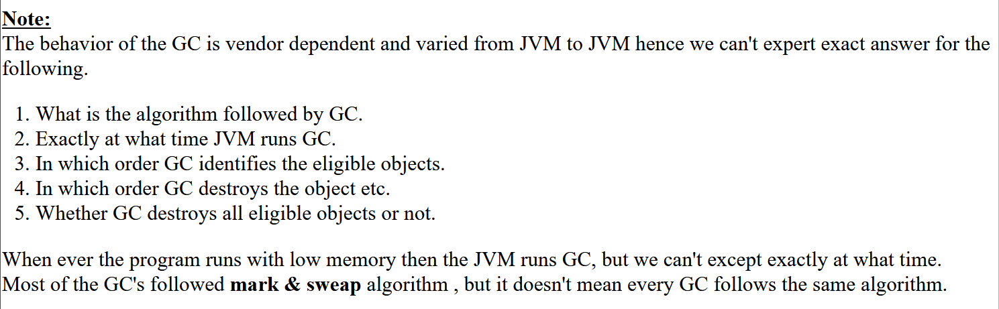 Note:
The behavior of the GC is vendor dependent and varied from JVM to JVM hence we can't expert exact answer for the
following.
1. What is the algorithm followed by GC.
2. Exactly at what time JVM runs GC.
3. In which order GC identifies the eligible objects.
4. In which order GC destroys the object etc.
5. Whether GC destroys all eligible objects or not.
When ever the program runs with low memory then the JVM runs GC, but we can't except exactly at what time.
Most of the GC's followed mark & sweap algorithm , but it doesn't mean every GC follows the same algorithm.